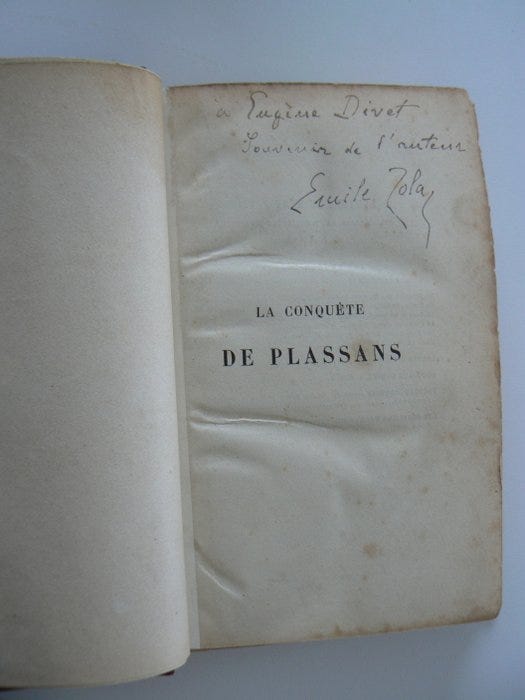 à Eugène Divet
Souvenir de l'auteur
Emile Zola
LA CONQUÊTE
DE PLASSANS